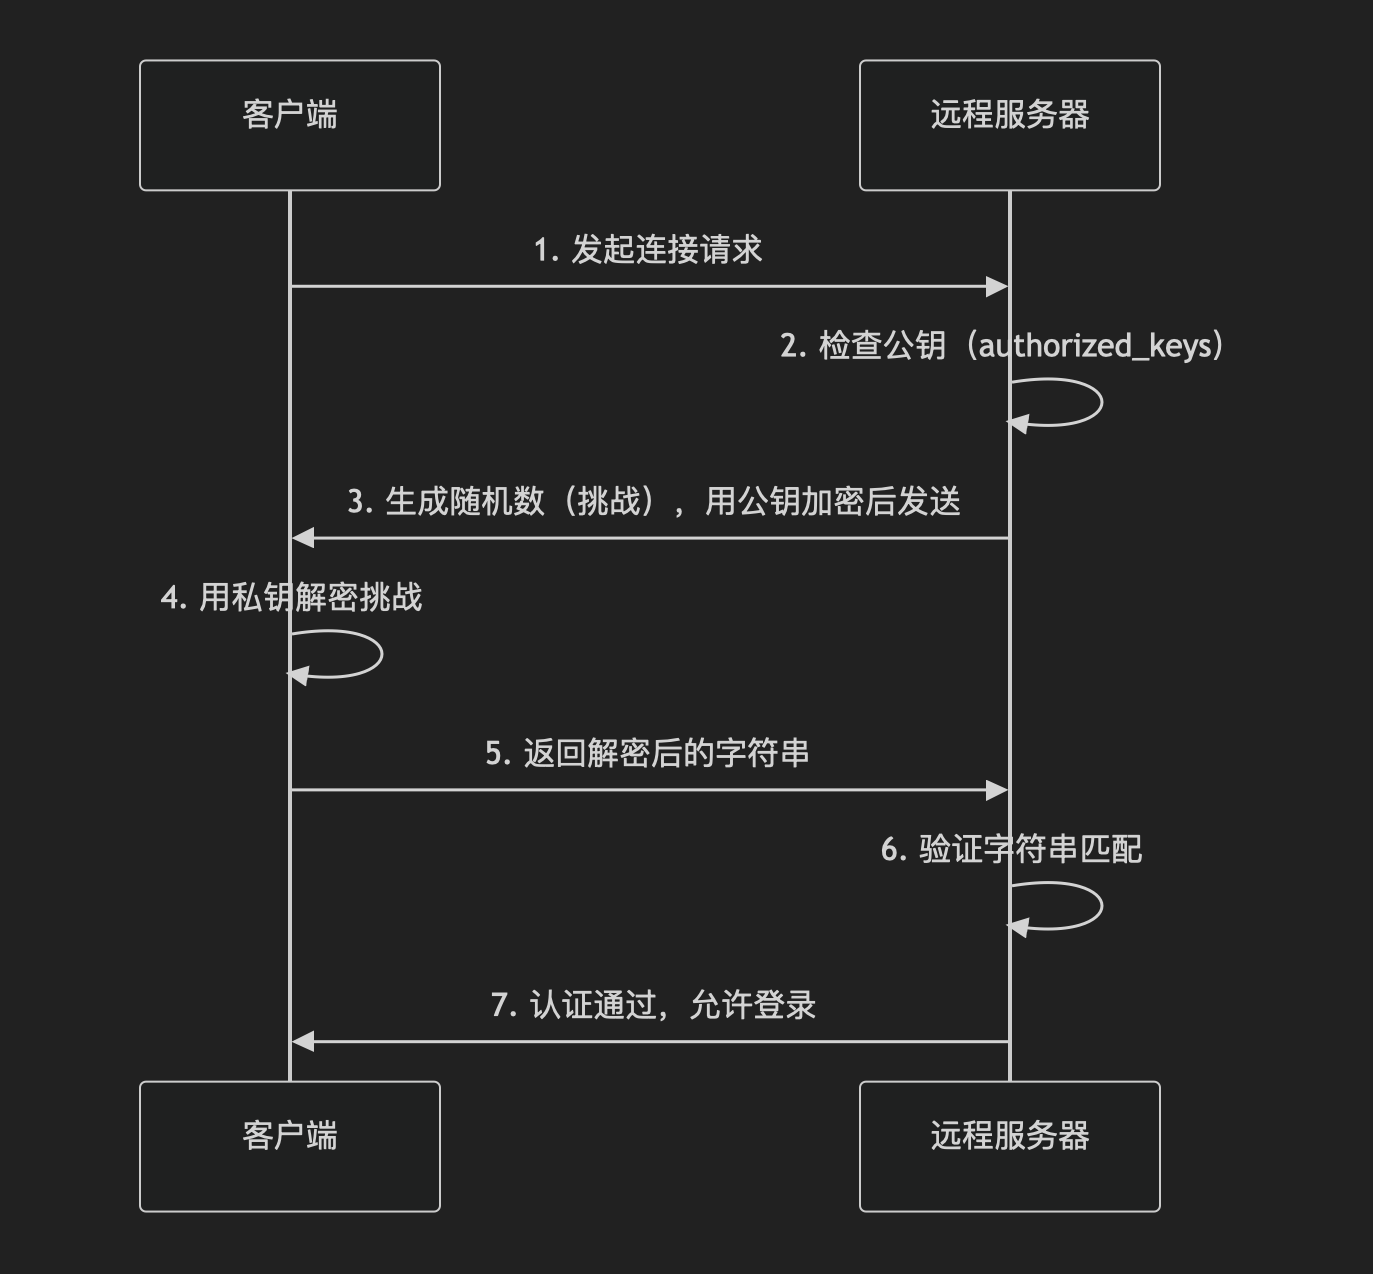 客户端
远程服务器
1. 发起连接请求
2. 检查公钥（authorized_keys）
3. 生成随机数（挑战），用公钥加密后发送
4. 用私钥解密挑战
5. 返回解密后的字符串
6. 验证字符串匹配
7. 认证通过，允许登录
客户端
远程服务器